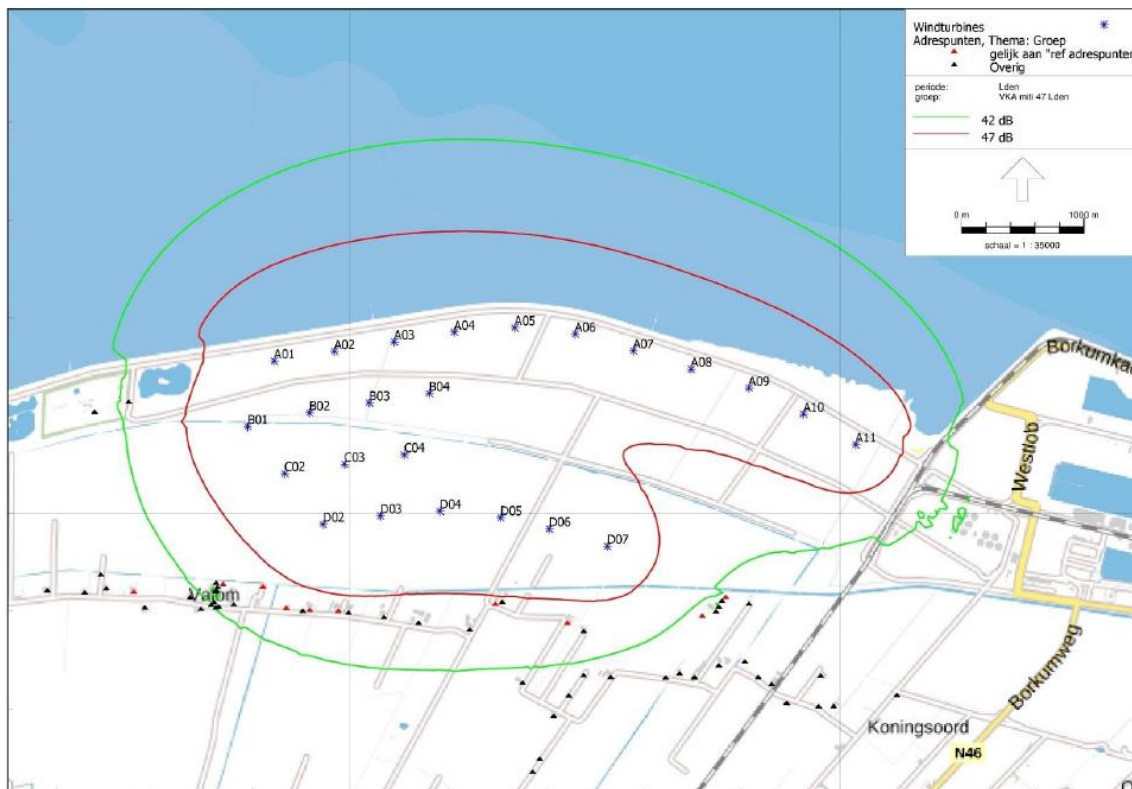 Windturbines
Adrespunten, Thema: Groep
gelijk aan "ref adrespunten
Overig
periode: Lden
groep: VKA miti 47 Lden
42 dB
47 dB
0 m 1000 m
schaal = 1 : 35000
A01
A02
A03
A04
A05
A06
A07
A08
A09
A10
A11
B01
B02
B03
B04
C02
C03
C04
D02
D03
D04
D05
D06
D07
Valom
Westlob
Borkumweg
Koningsoord
N46